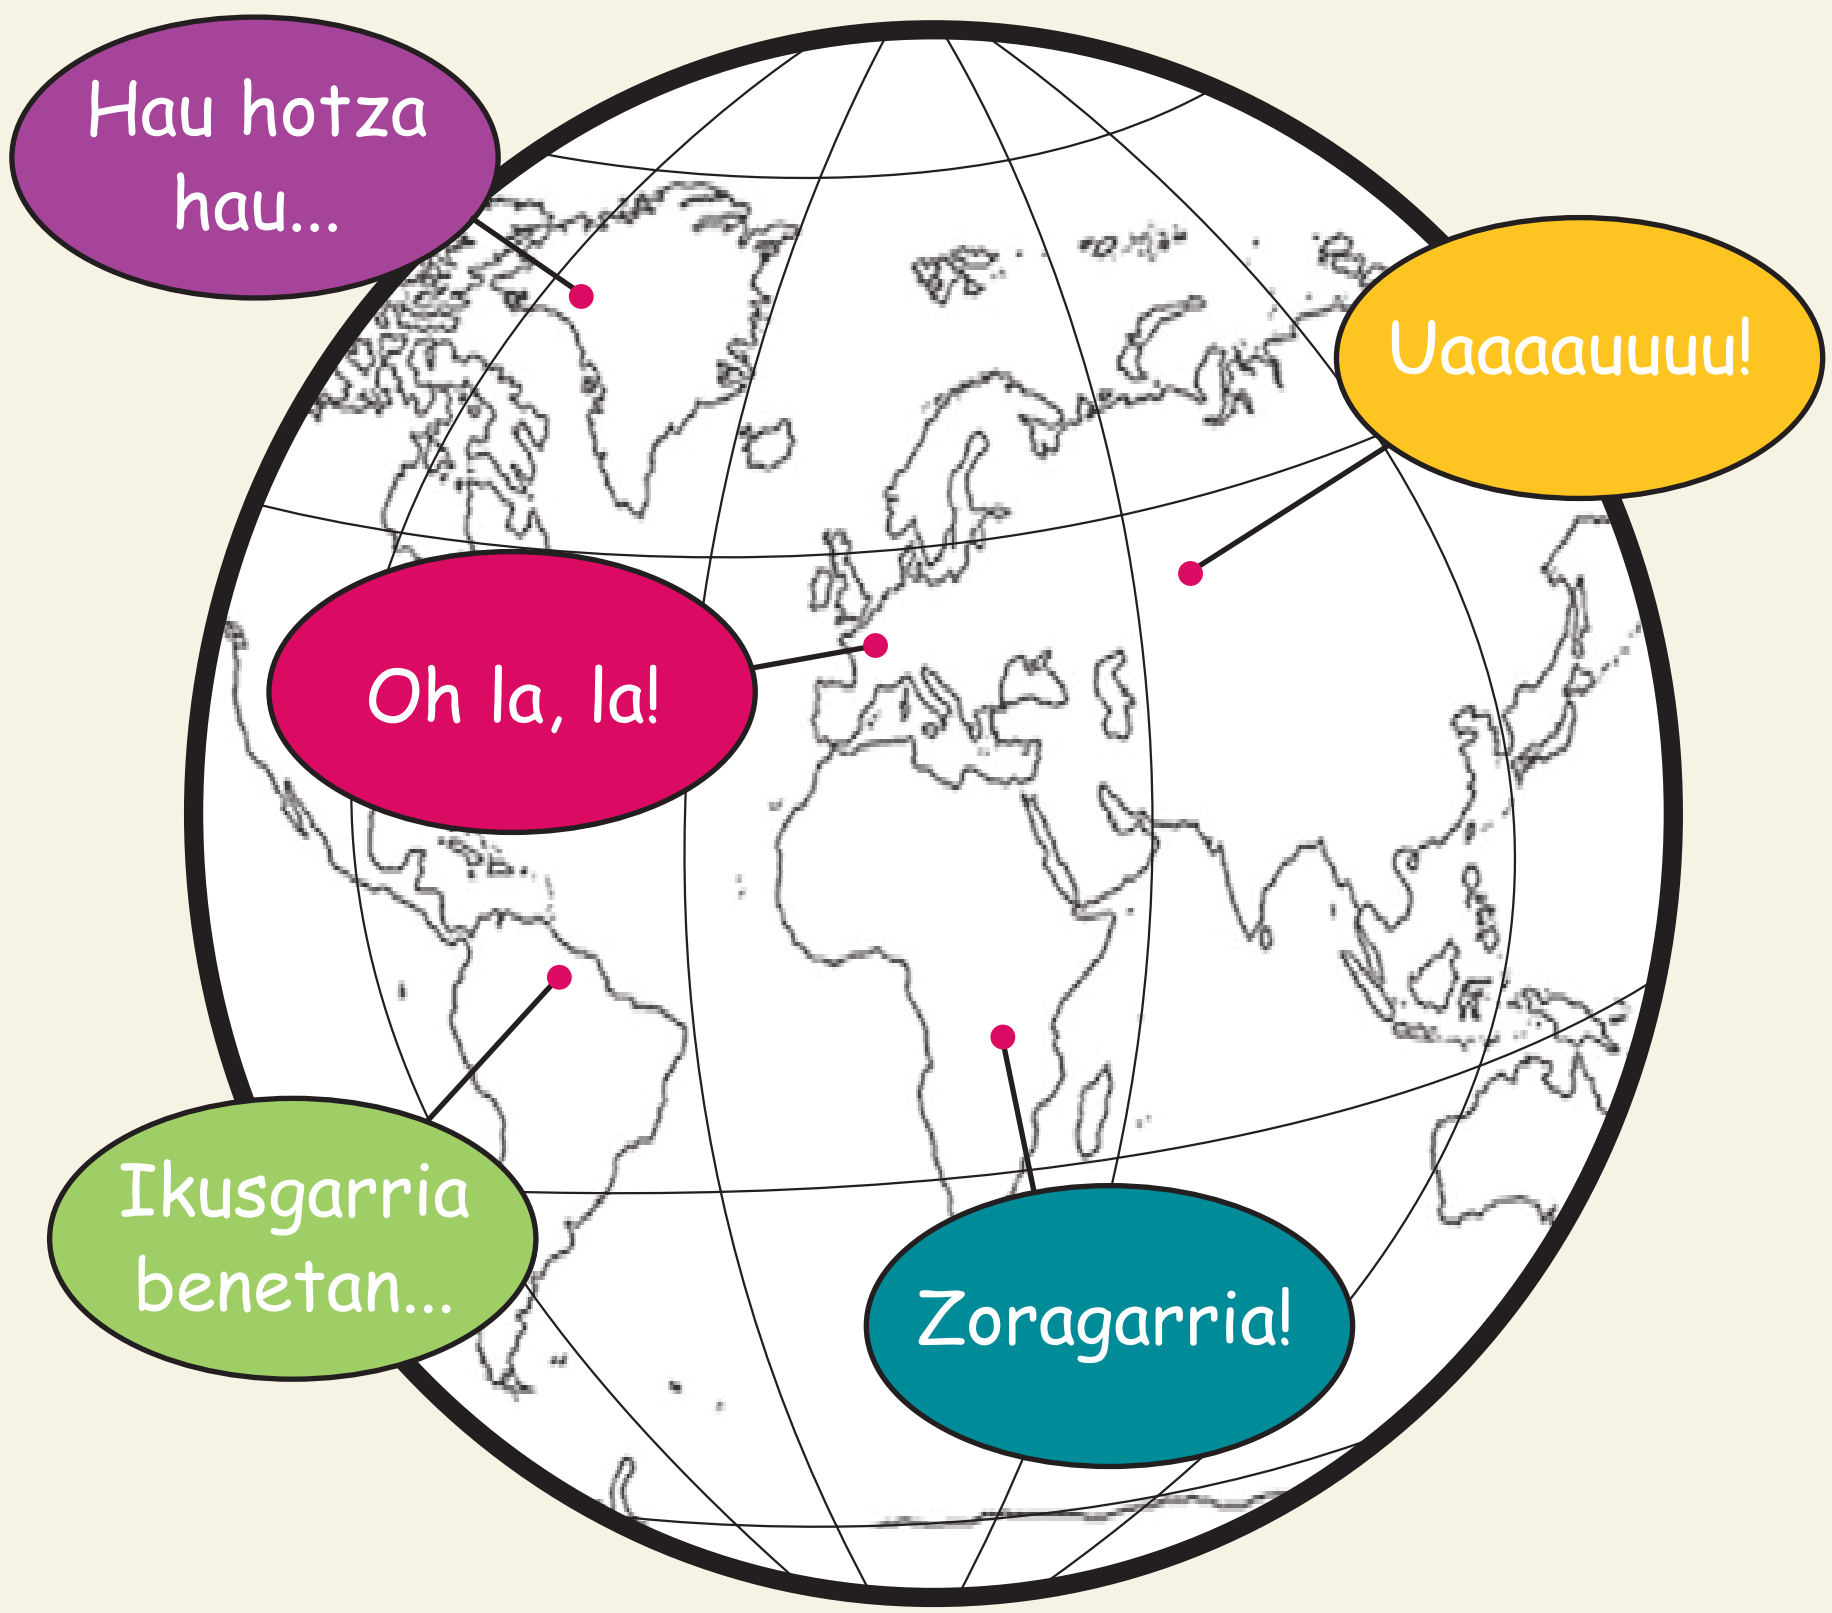 Hau hotza
hau...
Uaaaauuuu!
Oh la, la!
Ikusgarria
benetan...
Zoragarria!